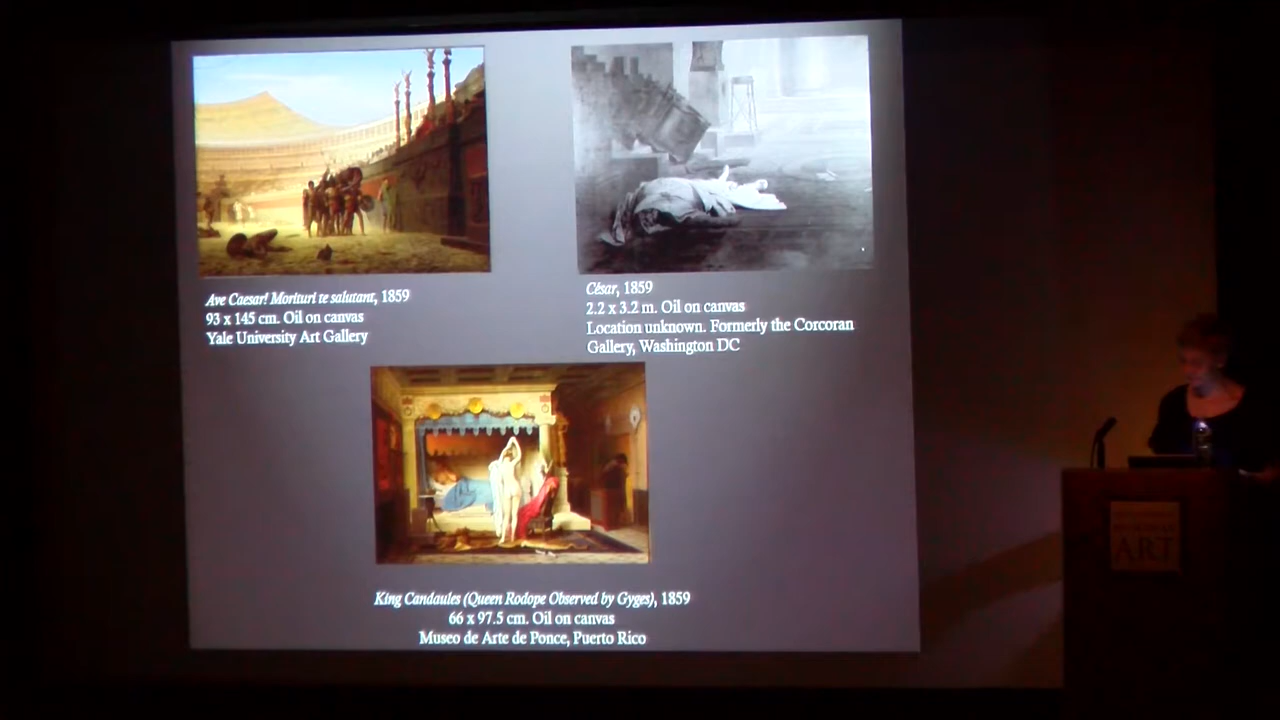 Ave Caesar! Morituri te salutant, 1859
93 x 145 cm. Oil on canvas
Yale University Art Gallery
César, 1859
2.2 x 3.2 m. Oil on canvas
Location unknown. Formerly the Corcoran
Gallery, Washington DC
King Candaules (Queen Rodope Observed by Gyges), 1859
66 x 97.5 cm. Oil on canvas
Museo de Arte de Ponce, Puerto Rico
ART